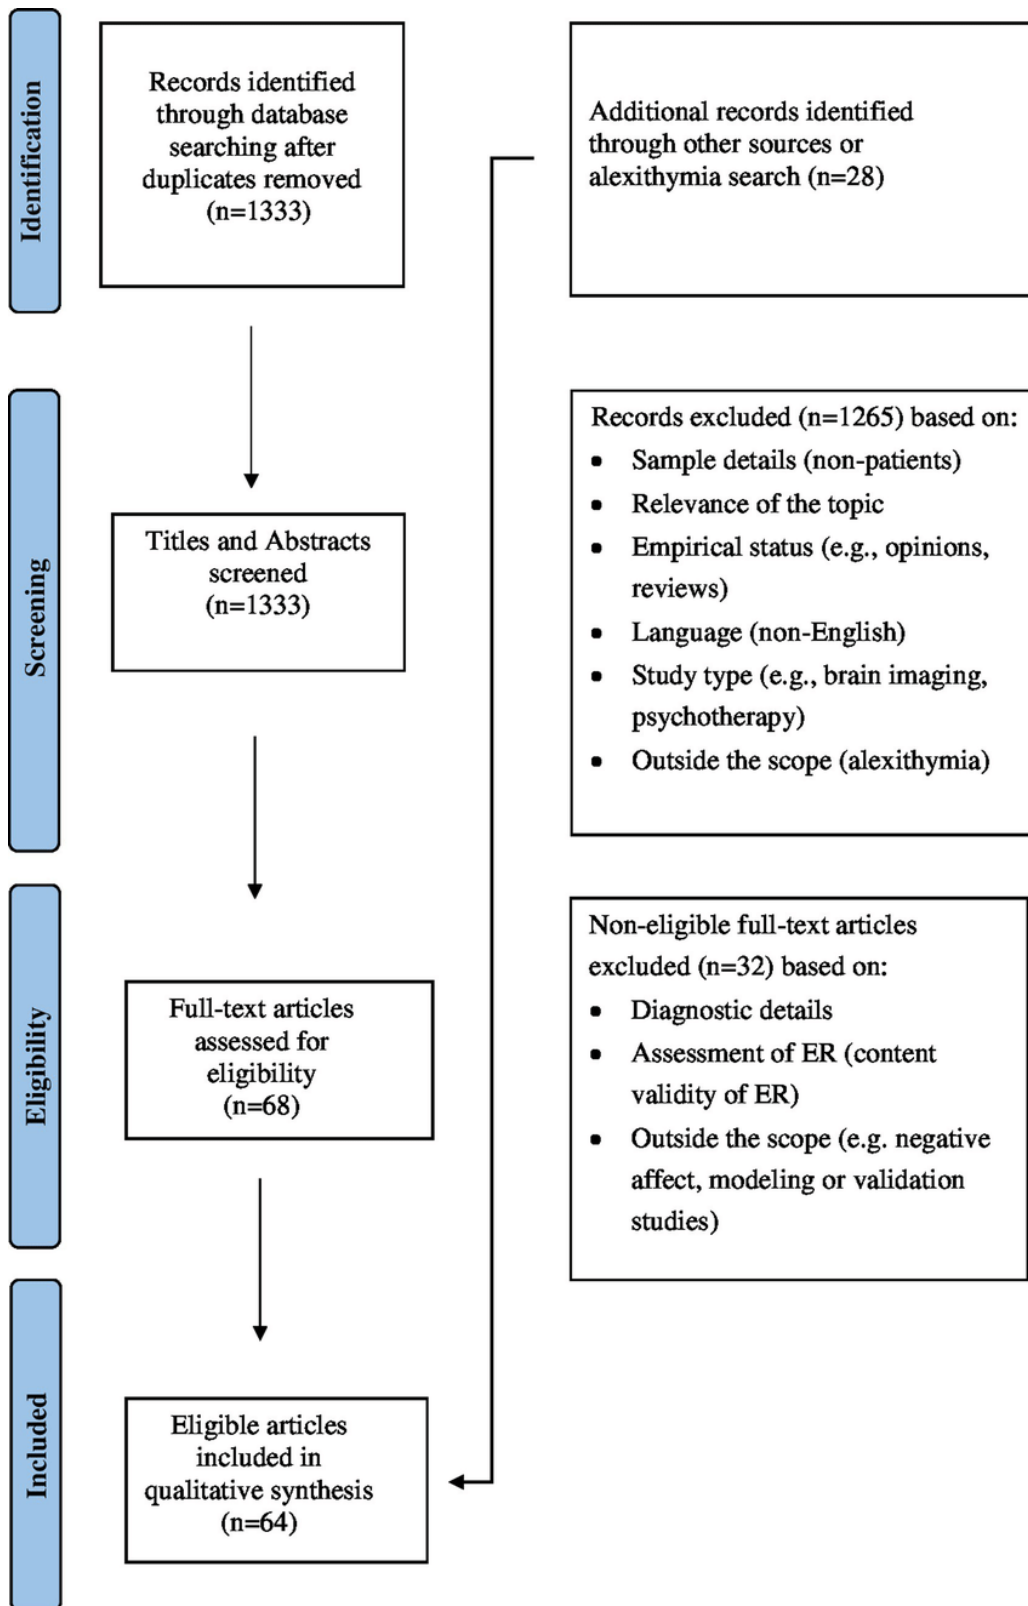 Identification
Records identified
through database
searching after
duplicates removed
(n=1333)
Additional records identified
through other sources or
alexithymia search (n=28)
Screening
Titles and Abstracts
screened
(n=1333)
Records excluded (n=1265) based on:
• Sample details (non-patients)
• Relevance of the topic
• Empirical status (e.g., opinions,
reviews)
• Language (non-English)
• Study type (e.g., brain imaging,
psychotherapy)
• Outside the scope (alexithymia)
Eligibility
Full-text articles
assessed for
eligibility
(n=68)
Non-eligible full-text articles
excluded (n=32) based on:
• Diagnostic details
• Assessment of ER (content
validity of ER)
• Outside the scope (e.g. negative
affect, modeling or validation
studies)
Included
Eligible articles
included in
qualitative synthesis
(n=64)